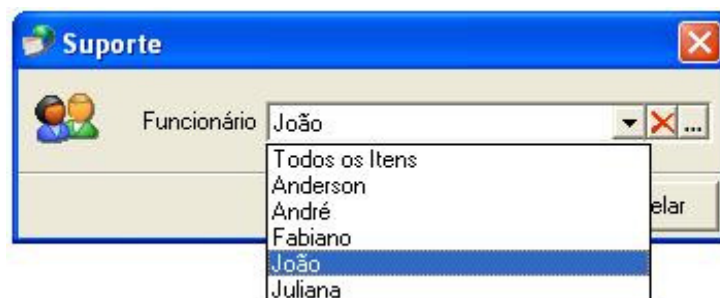 Suporte
Funcionário João ...
Todos os Itens
Anderson
André
elar
Fabiano
João
Juliana